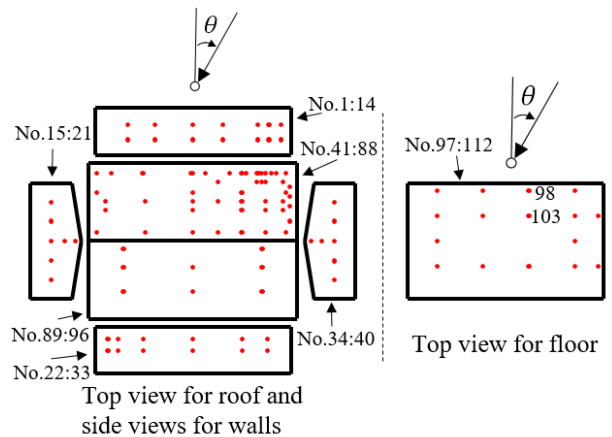 θ
No.1:14
No.15:21
No.41:88
No.89:96
No.22:33
No.34:40
Top view for roof and
side views for walls
θ
No.97:112
98
103
Top view for floor